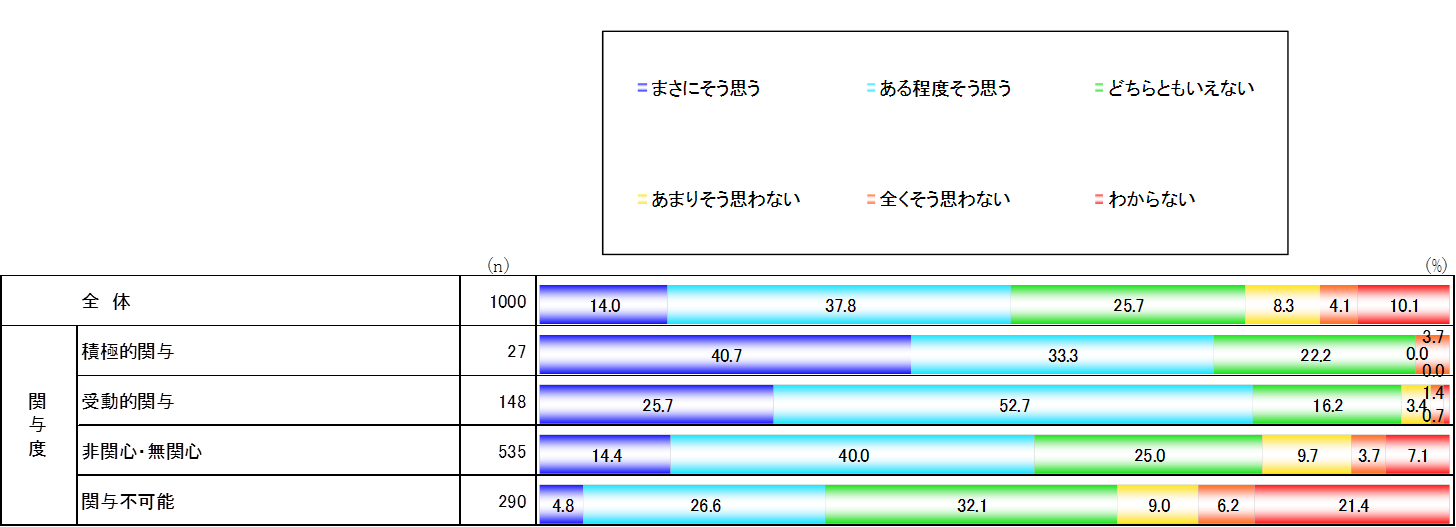 まさにそう思う ある程度そう思う どちらともいえない
あまりそう思わない 全くそう思わない わからない
(n) (%)
全 体 1000 14.0 37.8 25.7 8.3 4.1 10.1
関与度
積極的関与 27 40.7 33.3 22.2 0.0 3.7 0.0
受動的関与 148 25.7 52.7 16.2 3.4 1.4 0.7
非関心・無関心 535 14.4 40.0 25.0 9.7 3.7 7.1
関与不可能 290 4.8 26.6 32.1 9.0 6.2 21.4